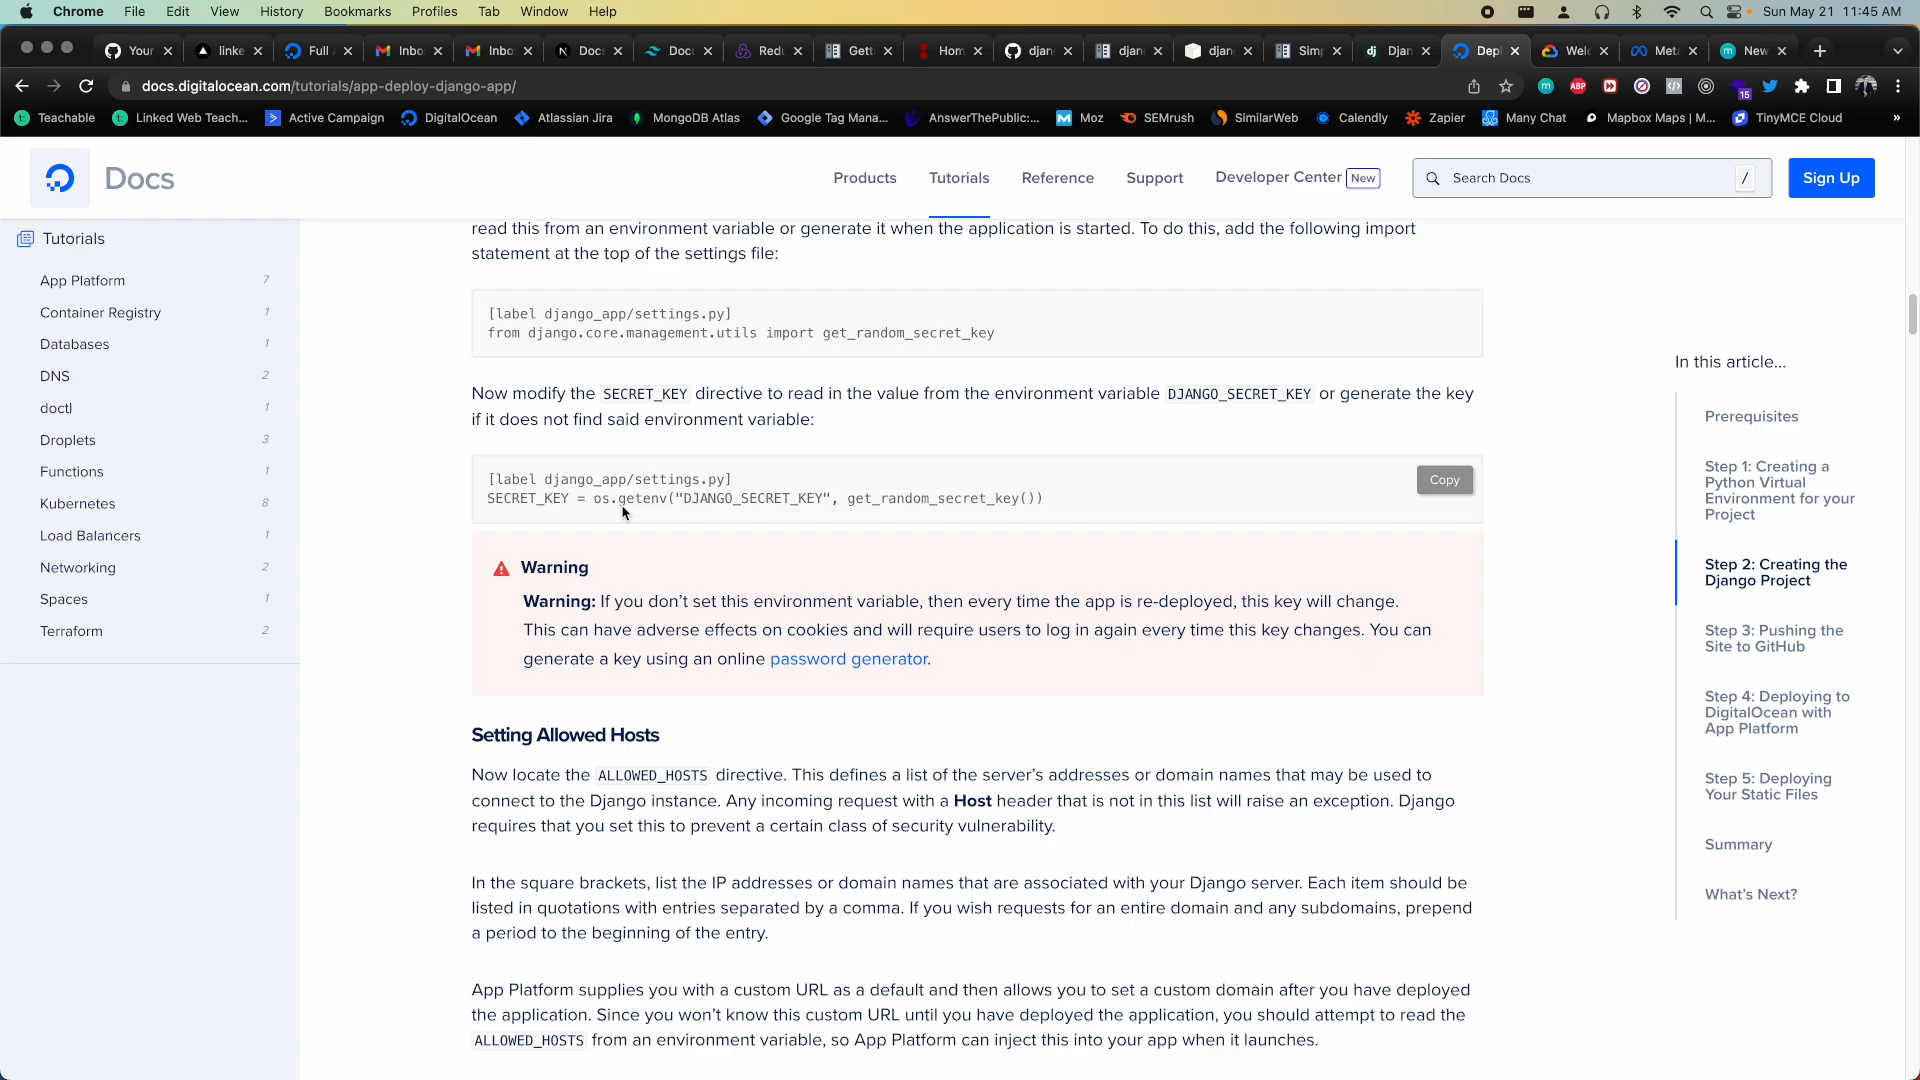 Chrome File Edit View History Bookmarks Profiles Tab Window Help Sun May 21 11:45 AM
Your linke Full Inbo Inbo Doc: Docu Redu Getti Hom djan djan djan Simp Djan Depl Welc Meta New
docs.digitalocean.com/tutorials/app-deploy-django-app/ ABP 15
Teachable Linked Web Teach... Active Campaign DigitalOcean Atlassian Jira MongoDB Atlas Google Tag Mana... AnswerThePublic:... Moz SEMrush SimilarWeb Calendly Zapier Many Chat Mapbox Maps | M... TinyMCE Cloud »
Docs Products Tutorials Reference Support Developer Center New Search Docs / Sign Up
Tutorials
App Platform 7
Container Registry 1
Databases 1
DNS 2
doctl 1
Droplets 3
Functions 1
Kubernetes 8
Load Balancers 1
Networking 2
Spaces 1
Terraform 2
read this from an environment variable or generate it when the application is started. To do this, add the following import
statement at the top of the settings file:
[label django_app/settings.py]
from django.core.management.utils import get_random_secret_key
Now modify the SECRET_KEY directive to read in the value from the environment variable DJANGO_SECRET_KEY or generate the key
if it does not find said environment variable:
[label django_app/settings.py]
SECRET_KEY = os.getenv("DJANGO_SECRET_KEY", get_random_secret_key())
Copy
Warning
Warning: If you don't set this environment variable, then every time the app is re-deployed, this key will change.
This can have adverse effects on cookies and will require users to log in again every time this key changes. You can
generate a key using an online password generator.
Setting Allowed Hosts
Now locate the ALLOWED_HOSTS directive. This defines a list of the server's addresses or domain names that may be used to
connect to the Django instance. Any incoming request with a Host header that is not in this list will raise an exception. Django
requires that you set this to prevent a certain class of security vulnerability.
In the square brackets, list the IP addresses or domain names that are associated with your Django server. Each item should be
listed in quotations with entries separated by a comma. If you wish requests for an entire domain and any subdomains, prepend
a period to the beginning of the entry.
App Platform supplies you with a custom URL as a default and then allows you to set a custom domain after you have deployed
the application. Since you won't know this custom URL until you have deployed the application, you should attempt to read the
ALLOWED_HOSTS from an environment variable, so App Platform can inject this into your app when it launches.
In this article...
Prerequisites
Step 1: Creating a
Python Virtual
Environment for your
Project
Step 2: Creating the
Django Project
Step 3: Pushing the
Site to GitHub
Step 4: Deploying to
DigitalOcean with
App Platform
Step 5: Deploying
Your Static Files
Summary
What's Next?